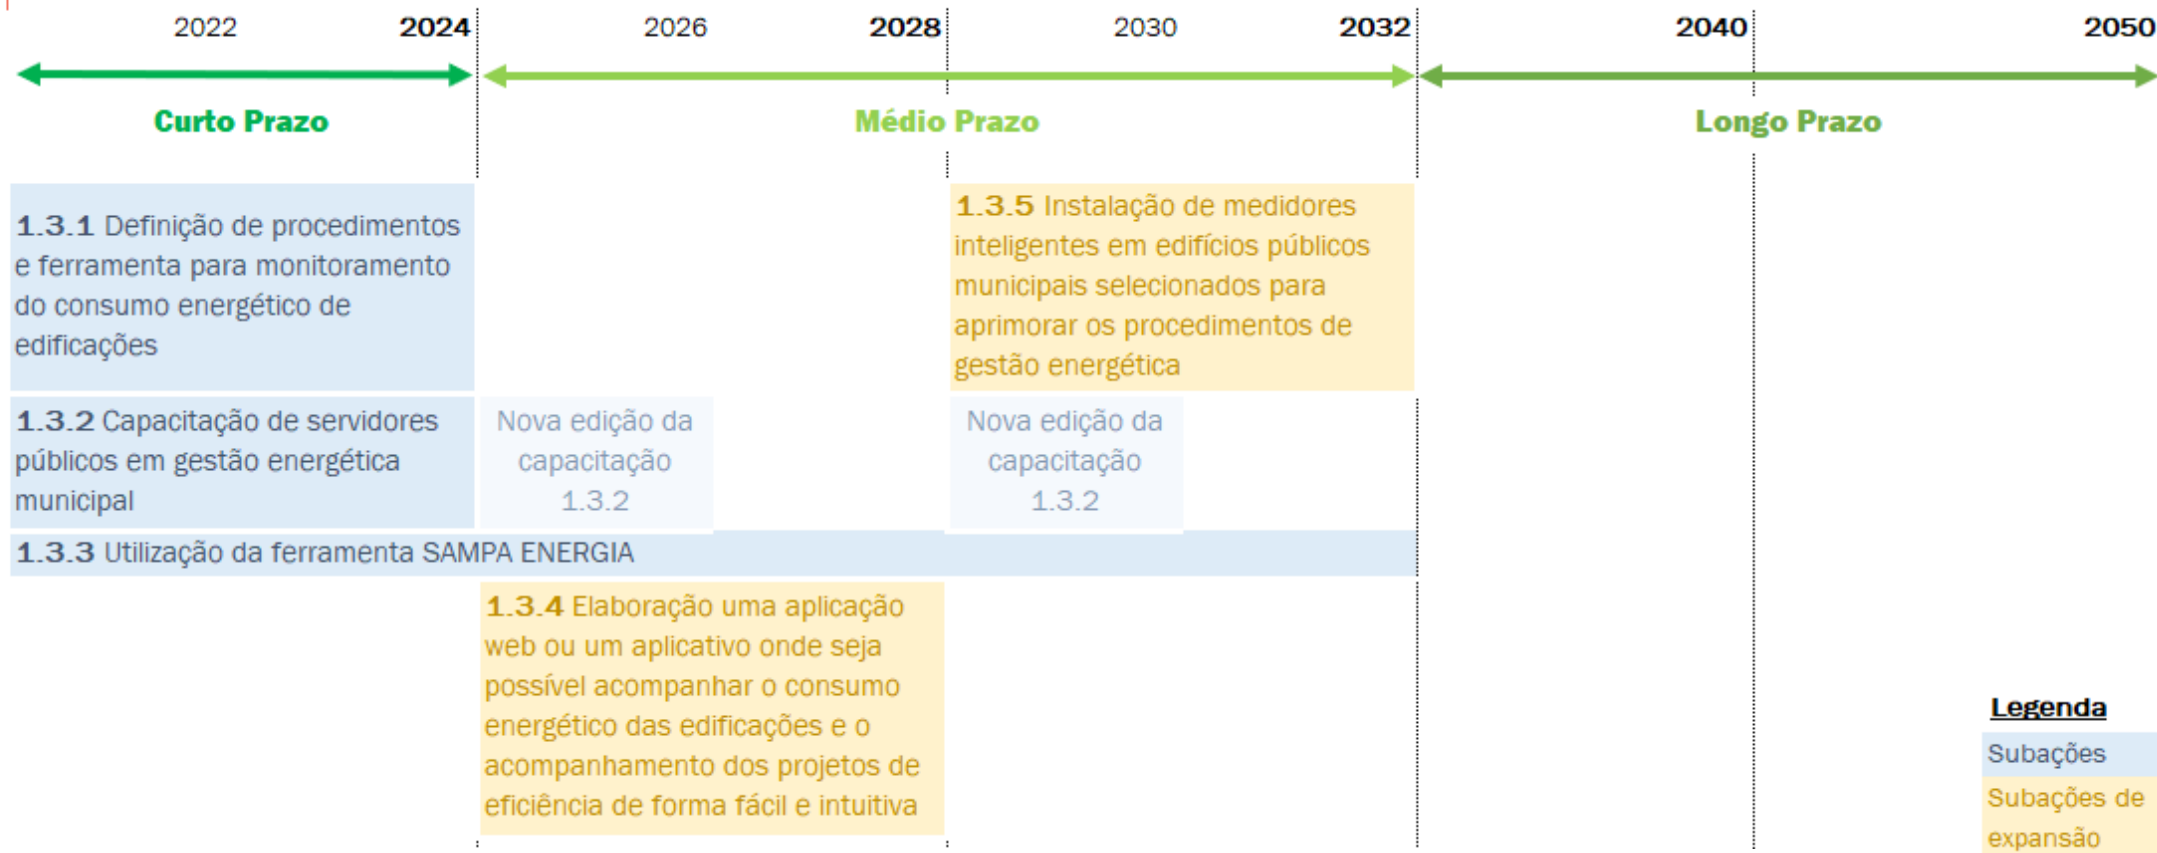 2022
2024
2026
2028
2030
2032
2040
2050
Curto Prazo
Médio Prazo
Longo Prazo
1.3.1 Definição de procedimentos
e ferramenta para monitoramento
do consumo energético de
edificações
1.3.5 Instalação de medidores
inteligentes em edifícios públicos
municipais selecionados para
aprimorar os procedimentos de
gestão energética
1.3.2 Capacitação de servidores
públicos em gestão energética
municipal
Nova edição da
capacitação
1.3.2
Nova edição da
capacitação
1.3.2
1.3.3 Utilização da ferramenta SAMPA ENERGIA
1.3.4 Elaboração uma aplicação
web ou um aplicativo onde seja
possível acompanhar o consumo
energético das edificações e o
acompanhamento dos projetos de
eficiência de forma fácil e intuitiva
Legenda
Subações
Subações de
expansão